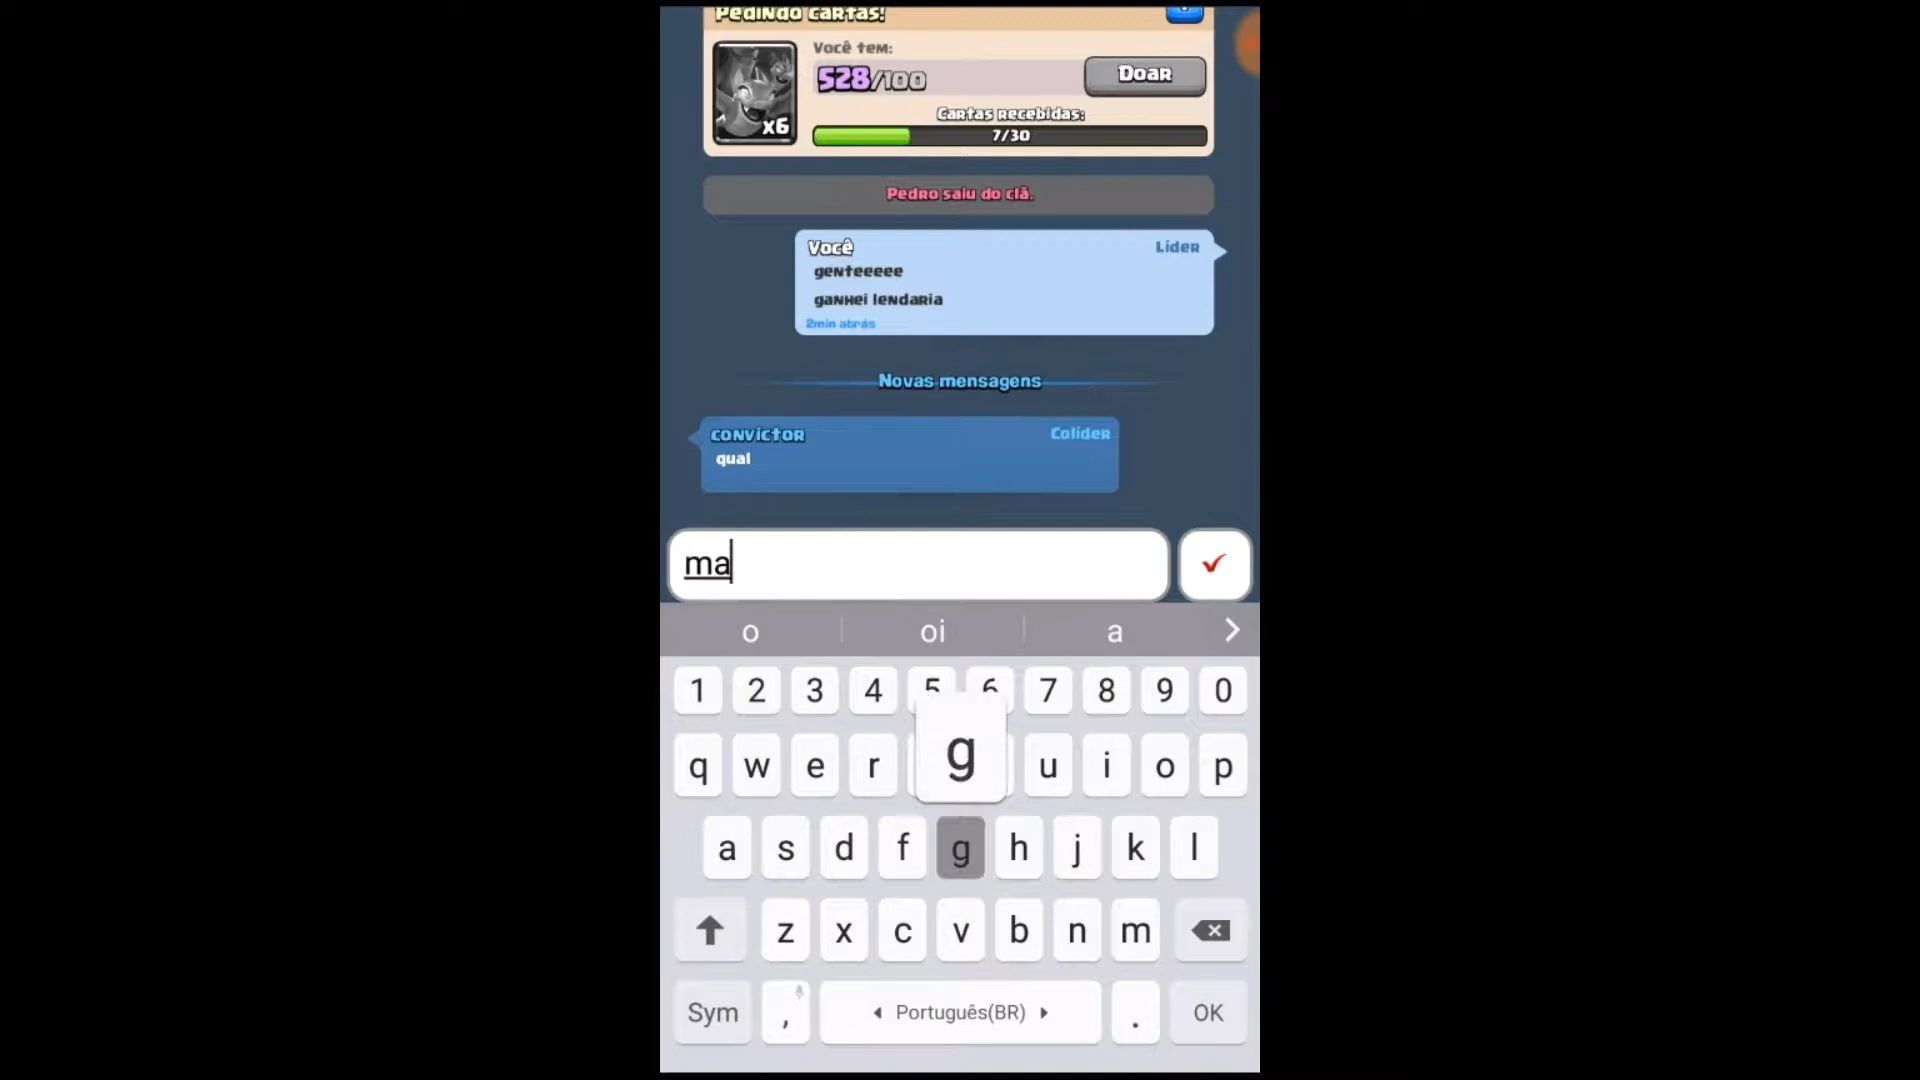 Pedindo cartas!
Você tem:
528/100
Doar
x6
Cartas recebidas:
7/30
Pedro saiu do clã.
Você
Líder
genteeeee
ganhei lendaria
2min atrás
Novas mensagens
convictor
Colíder
qual
ma
o oi a
1 2 3 4 5 6 7 8 9 0
g
q w e r u i o p
a s d f g h j k l
z x c v b n m
Sym , Português(BR) . OK